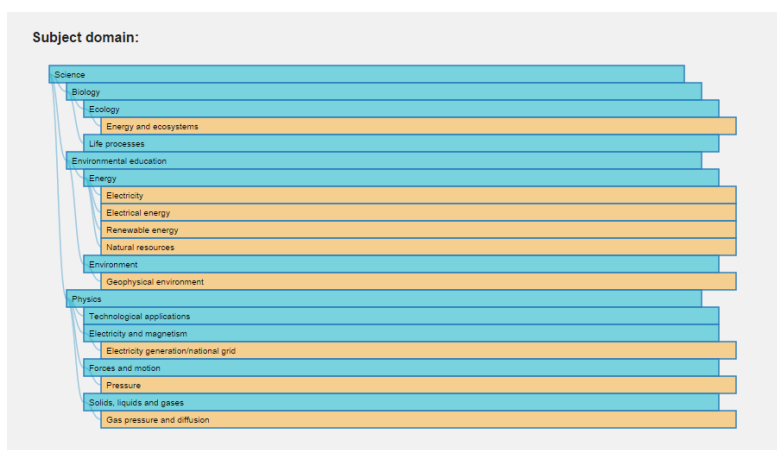 Subject domain:
Science
Biology
Ecology
Energy and ecosystems
Life processes
Environmental education
Energy
Electricity
Electrical energy
Renewable energy
Natural resources
Environment
Geophysical environment
Physics
Technological applications
Electricity and magnetism
Electricity generation/national grid
Forces and motion
Pressure
Solids, liquids and gases
Gas pressure and diffusion